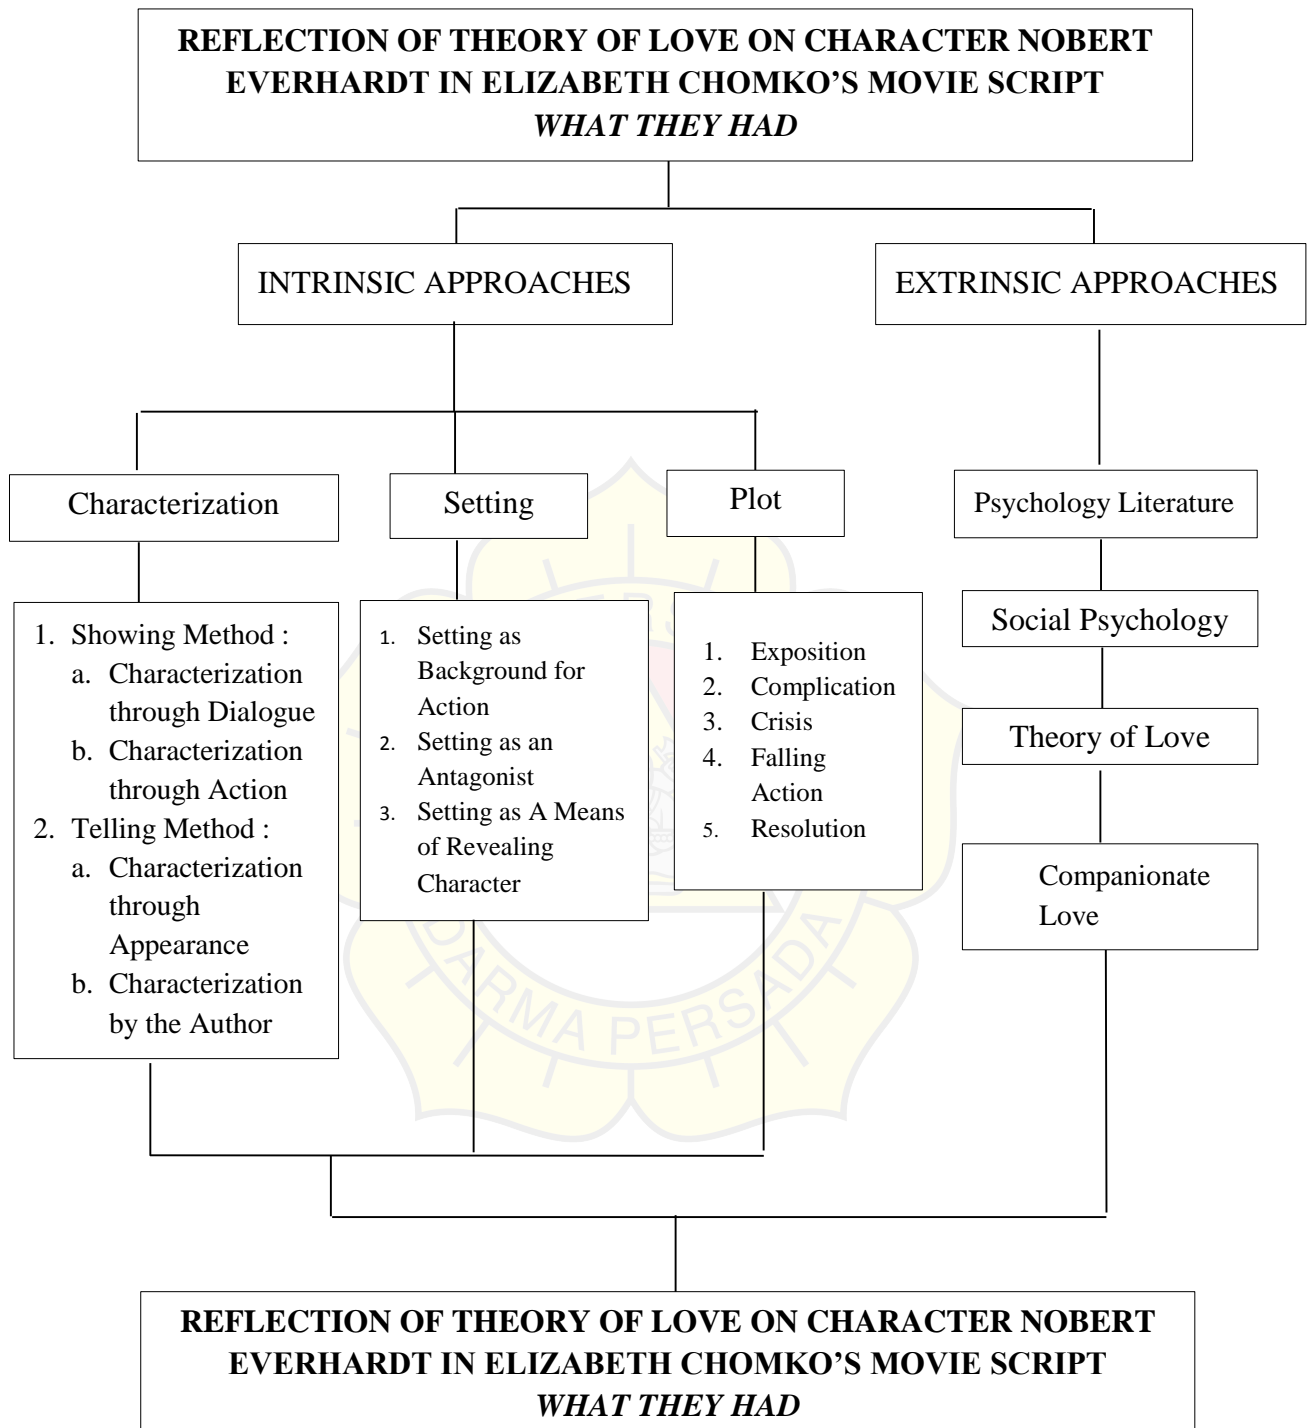 REFLECTION OF THEORY OF LOVE ON CHARACTER NOBERT
EVERHARDT IN ELIZABETH CHOMKO’S MOVIE SCRIPT
WHAT THEY HAD
INTRINSIC APPROACHES
EXTRINSIC APPROACHES
Characterization
Setting
Plot
Psychology Literature
1. Showing Method :
a. Characterization
through Dialogue
b. Characterization
through Action
2. Telling Method :
a. Characterization
through
Appearance
b. Characterization
by the Author
1. Setting as
Background for
Action
2. Setting as an
Antagonist
3. Setting as A Means
of Revealing
Character
1. Exposition
2. Complication
3. Crisis
4. Falling
Action
5. Resolution
Social Psychology
Theory of Love
Companionate
Love
DARMA PERSADA
REFLECTION OF THEORY OF LOVE ON CHARACTER NOBERT
EVERHARDT IN ELIZABETH CHOMKO’S MOVIE SCRIPT
WHAT THEY HAD